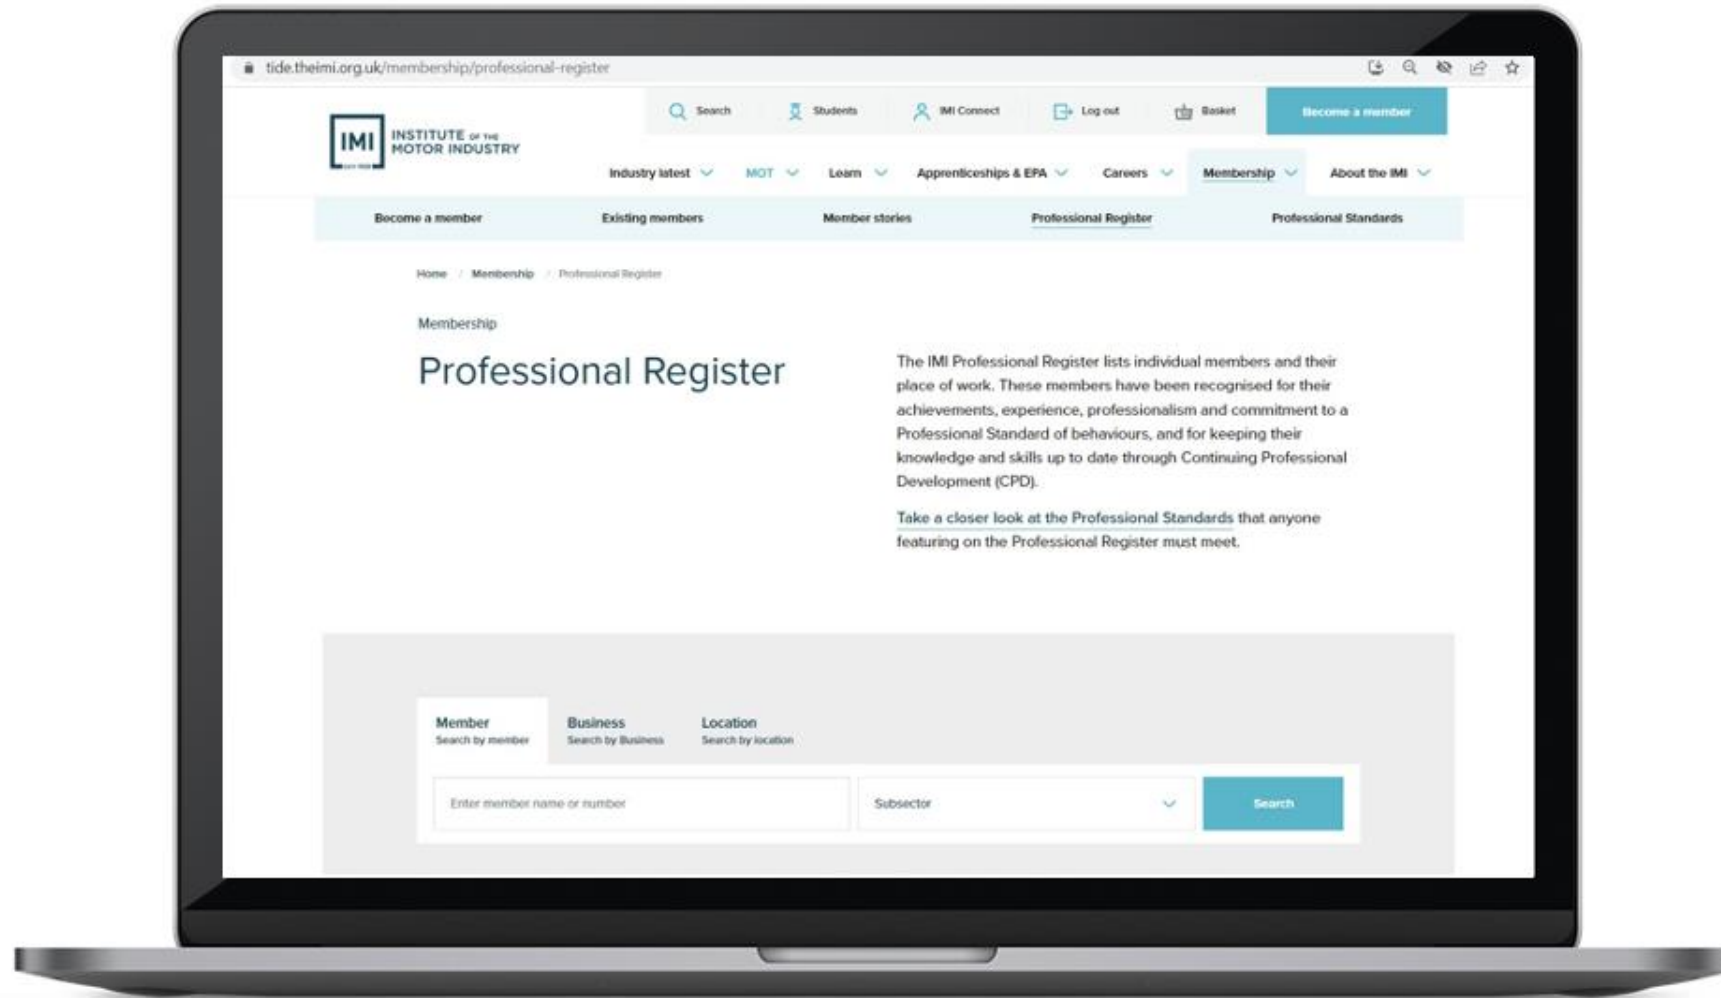 tide.theimi.org.uk/membership/professional-register
Search
Students
IMI Connect
Log out
Basket
Become a member
IMI
INSTITUTE OF THE
MOTOR INDUSTRY
Industry latest
MOT
Learn
Apprenticeships & EPA
Careers
Membership
About the IMI
Become a member
Existing members
Member stories
Professional Register
Professional Standards
Home / Membership / Professional Register
Membership
Professional Register
The IMI Professional Register lists individual members and their
place of work. These members have been recognised for their
achievements, experience, professionalism and commitment to a
Professional Standard of behaviours, and for keeping their
knowledge and skills up to date through Continuing Professional
Development (CPD).
Take a closer look at the Professional Standards that anyone
featuring on the Professional Register must meet.
Member
Search by member
Business
Search by Business
Location
Search by location
Enter member name or number
Subsector
Search